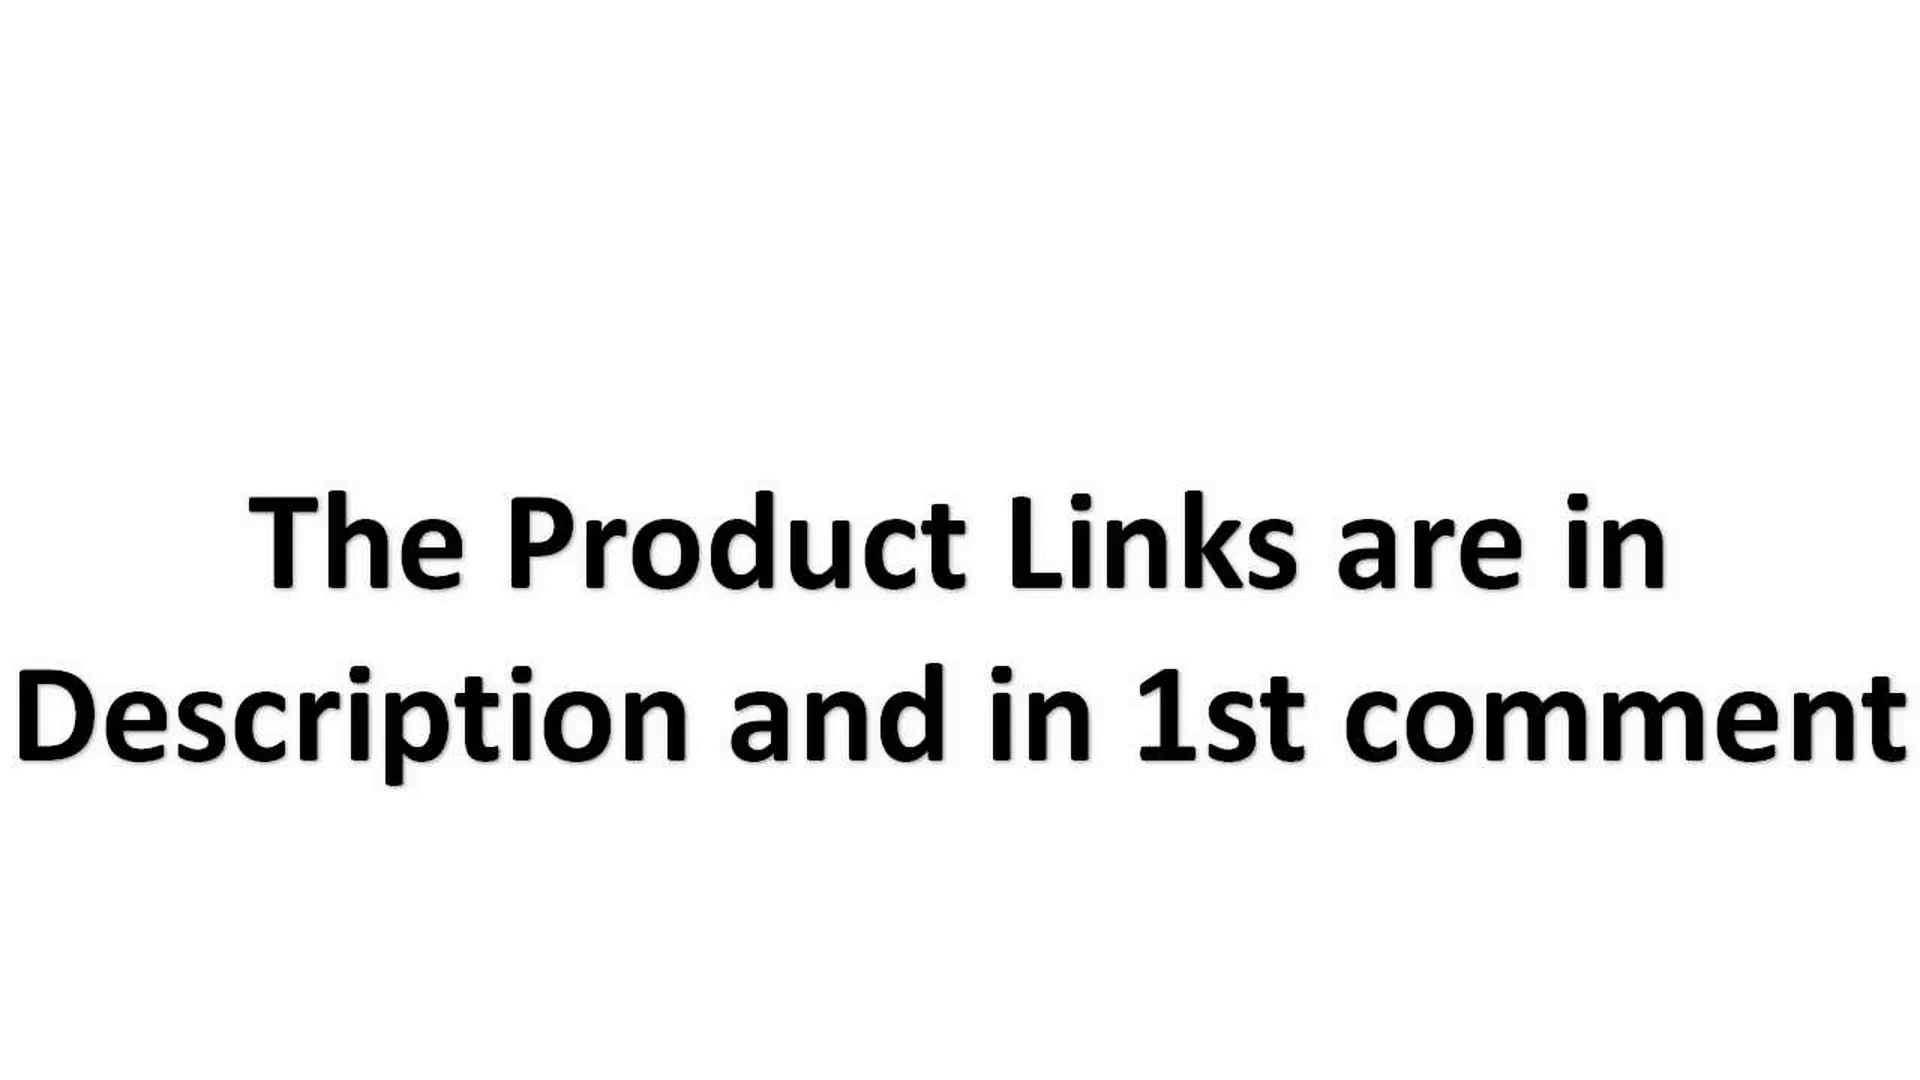 The Product Links are in
Description and in 1st comment